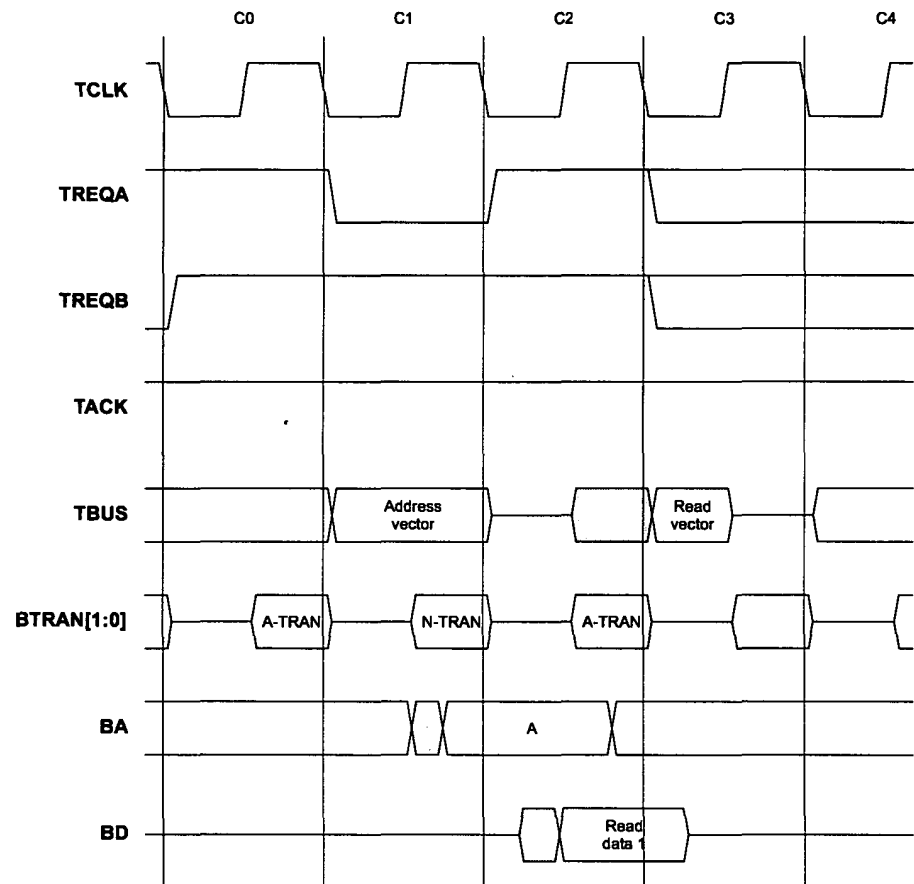 C0 C1 C2 C3 C4
TCLK
TREQA
TREQB
TACK
TBUS
Address
vector
Read
vector
BTRAN[1:0]
A-TRAN N-TRAN A-TRAN
BA
A
BD
Read
data 1